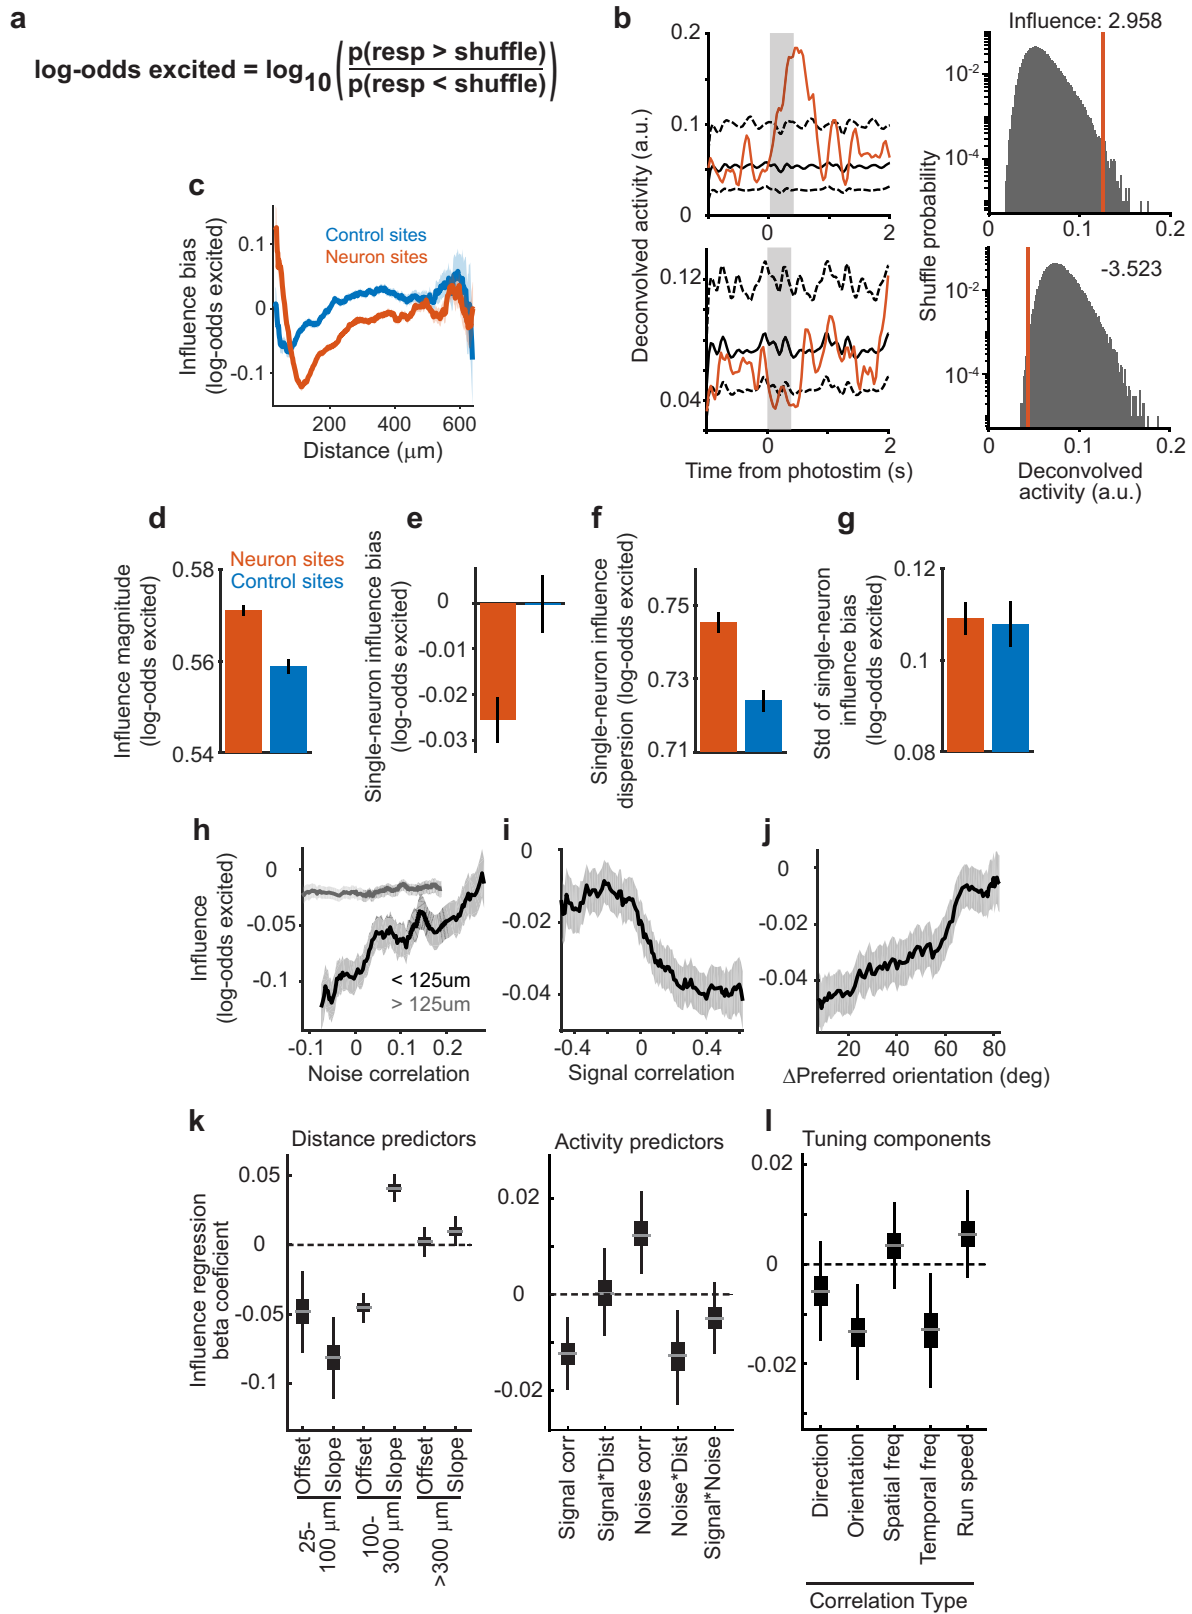 a
log-odds excited = log10 ( p(resp > shuffle)
p(resp < shuffle) )
b
0.2
0.1
0
0
2
Deconvolved activity (a.u.)
0.12
0.04
0
2
Time from photostim (s)
Influence: 2.958
10-2
10-4
0
0.1
0.2
Shuffle probability
-3.523
10-2
10-4
0
0.1
0.2
Deconvolved
activity (a.u.)
c
Influence bias
(log-odds excited)
0.1
0
-0.1
Control sites
Neuron sites
200
400
600
Distance (μm)
d
Influence magnitude
(log-odds excited)
0.58
0.56
0.54
Neuron sites
Control sites
e
Single-neuron influence bias
(log-odds excited)
0
-0.01
-0.02
-0.03
f
Single-neuron influence
dispersion (log-odds excited)
0.75
0.73
0.71
g
Std of single-neuron
influence bias
(log-odds excited)
0.12
0.1
0.08
h
Influence
(log-odds excited)
0
-0.05
-0.1
< 125um
> 125um
-0.1
0
0.1
0.2
Noise correlation
i
0
-0.02
-0.04
-0.4
0
0.4
Signal correlation
j
0
-0.02
-0.04
20
40
60
80
ΔPreferred orientation (deg)
k
Distance predictors
Influence regression
beta coeficient
0.05
0
-0.05
-0.1
Offset
Slope
Offset
Slope
Offset
Slope
25-
100 μm
100-
300 μm
>300 μm
Activity predictors
0.02
0
-0.02
Signal corr
Signal*Dist
Noise corr
Noise*Dist
Signal*Noise
l
Tuning components
0.02
0
-0.02
Direction
Orientation
Spatial freq
Temporal freq
Run speed
Correlation Type